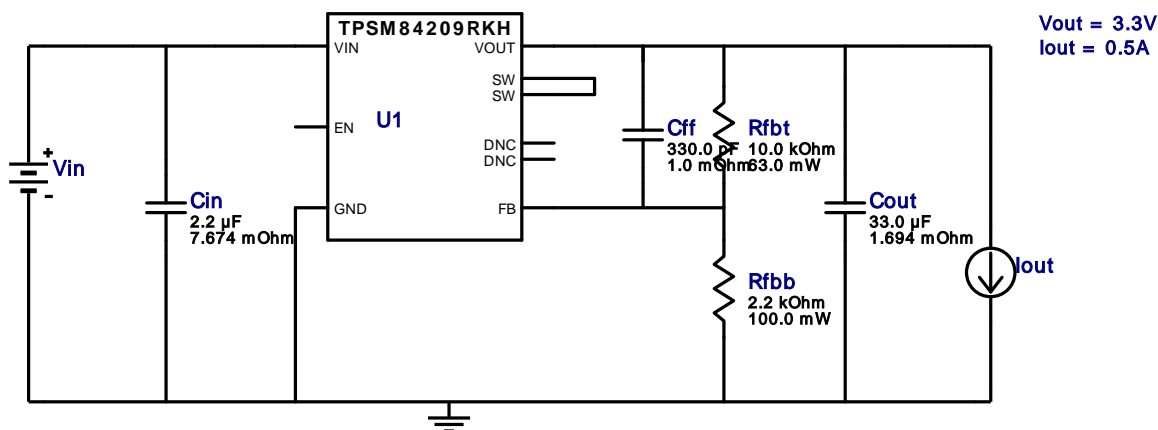 TPSM84209RKH
VIN
VOUT
SW
SW
EN
U1
DNC
DNC
GND
FB
Vout = 3.3V
Iout = 0.5A
+
Vin
-
Cin
2.2 µF
7.674 mOhm
Cff
330.0 pF
1.0 mOhm
Rfbt
10.0 kOhm
63.0 mW
Rfbb
2.2 kOhm
100.0 mW
Cout
33.0 µF
1.694 mOhm
Iout